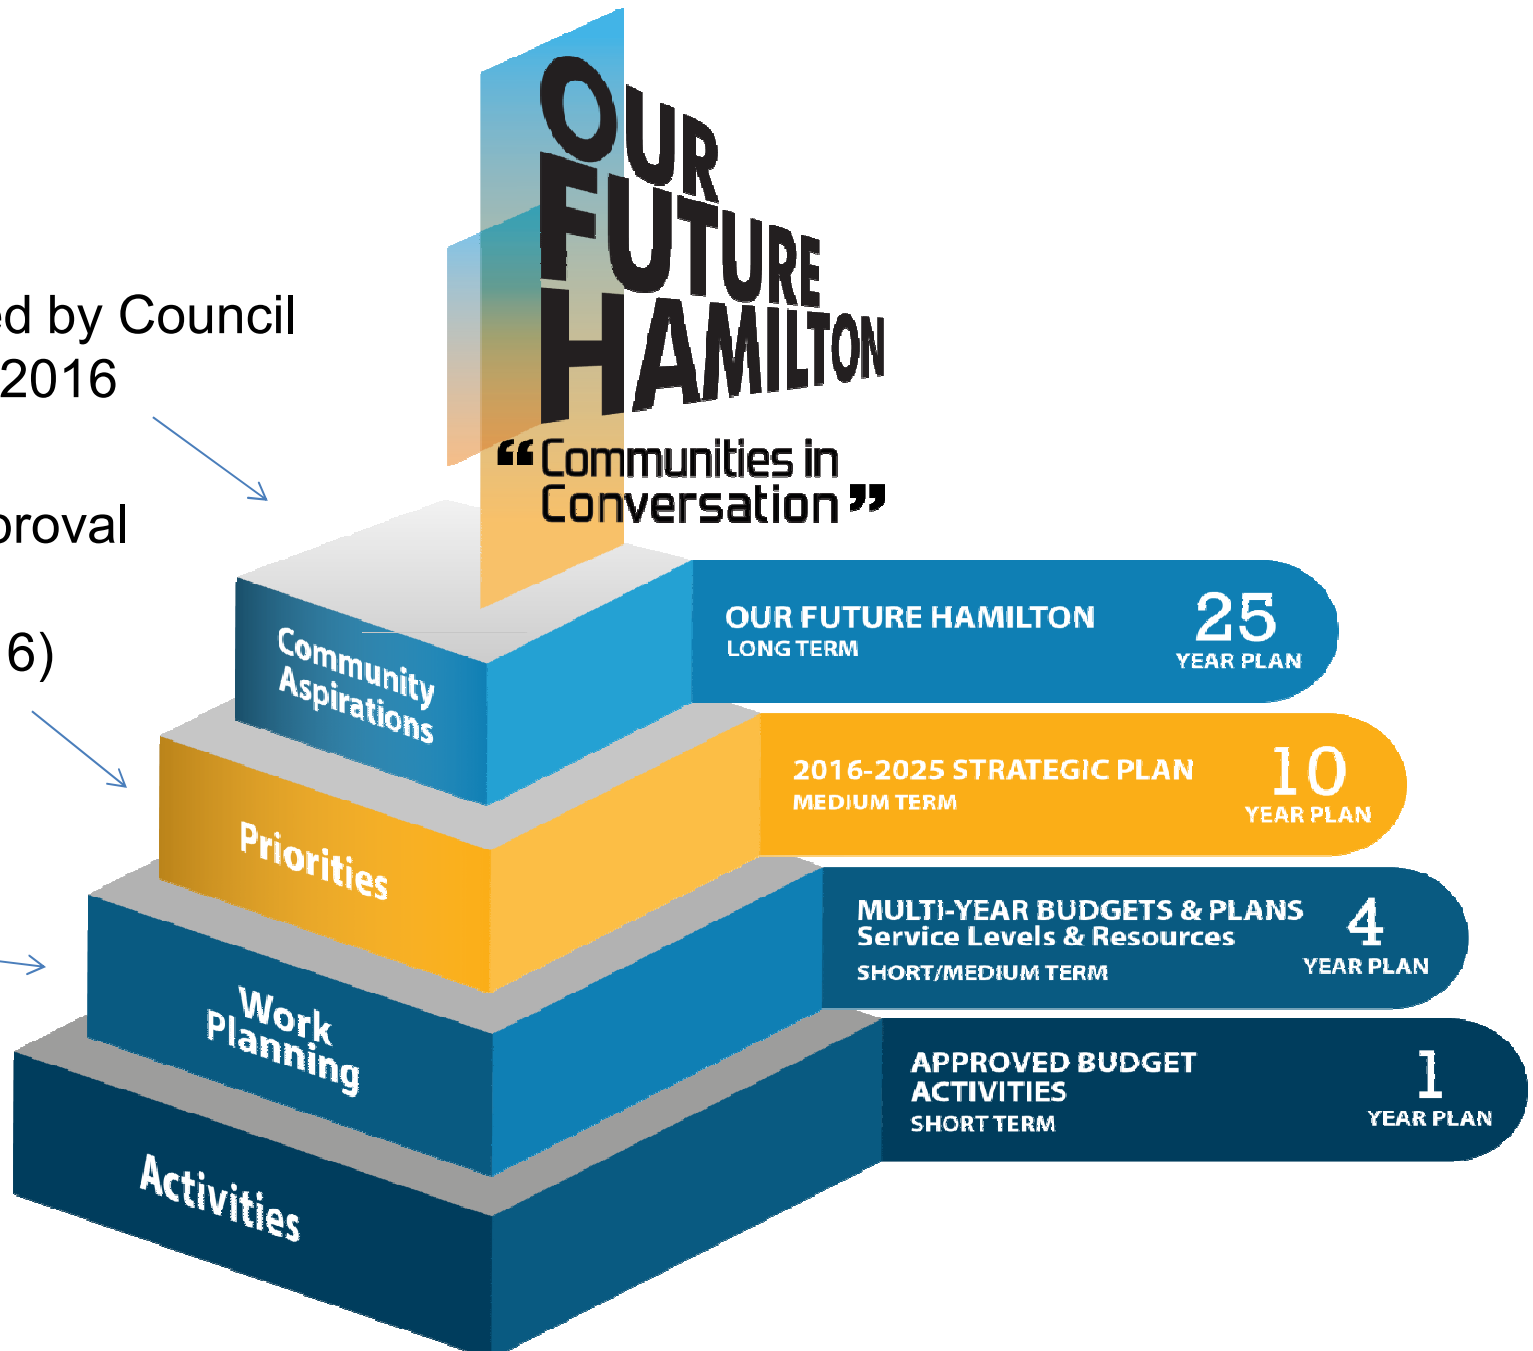 OUR
FUTURE
HAMILTON
“Communities in
Conversation”
by Council
2016
6)
Community
Aspirations
OUR FUTURE HAMILTON
LONG TERM
25
YEAR PLAN
Priorities
2016-2025 STRATEGIC PLAN
MEDIUM TERM
10
YEAR PLAN
Work
Planning
MULTI-YEAR BUDGETS & PLANS
Service Levels & Resources
SHORT/MEDIUM TERM
4
YEAR PLAN
Activities
APPROVED BUDGET
ACTIVITIES
SHORT TERM
1
YEAR PLAN